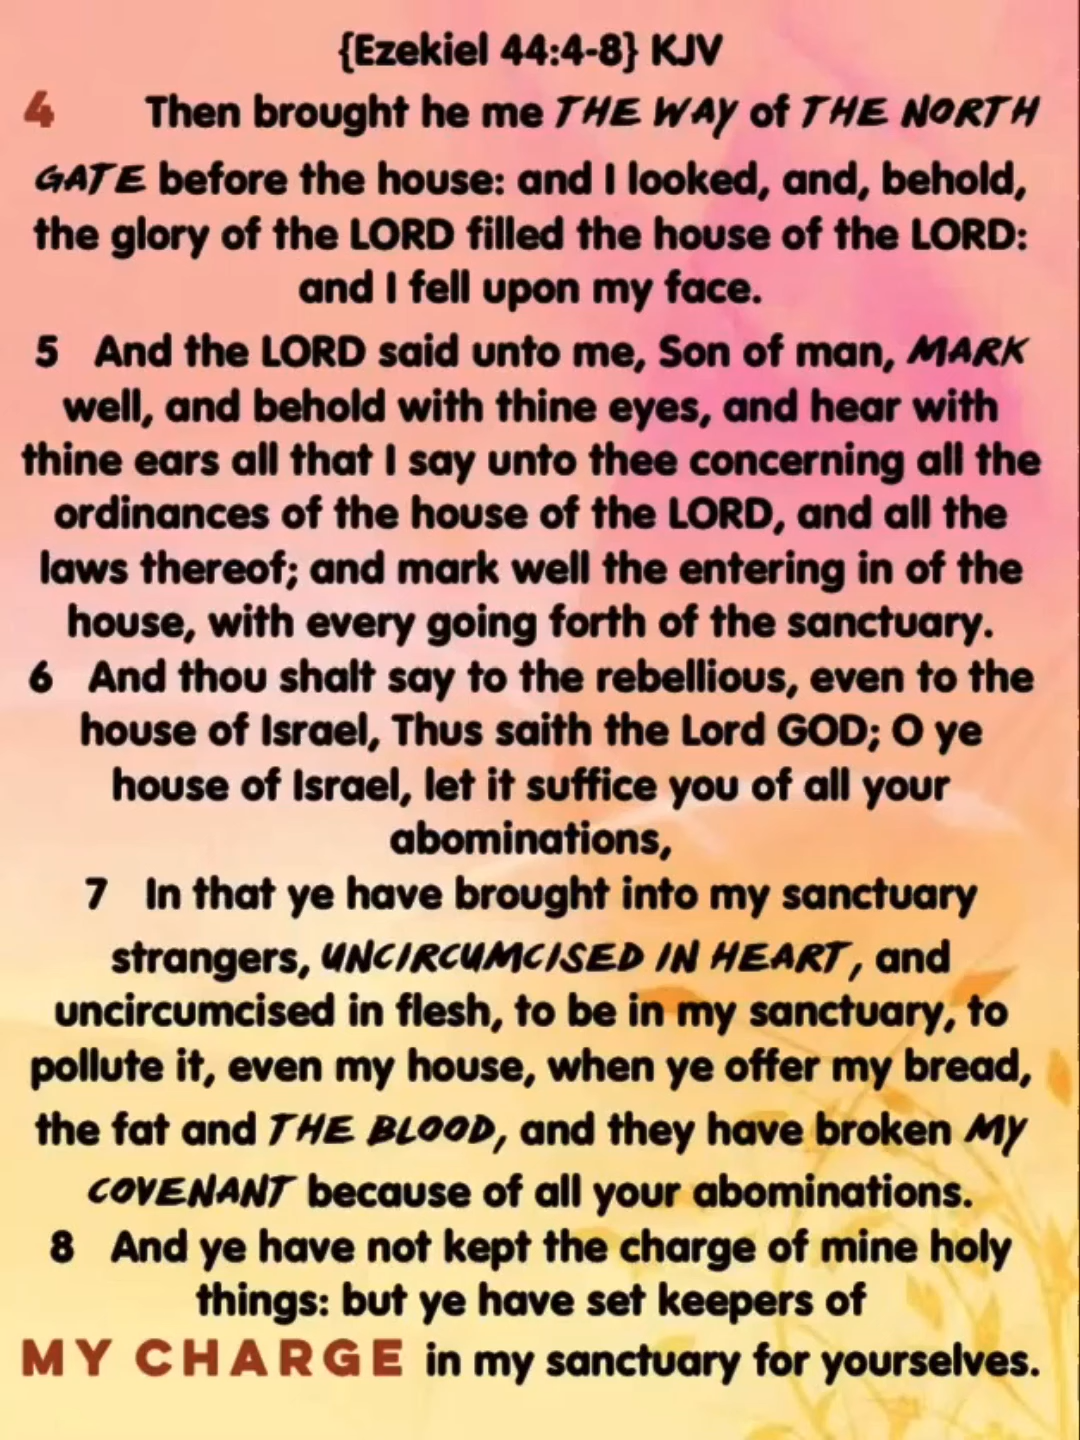 {Ezekiel 44:4-8} KJV
4 Then brought he me THE WAY of THE NORTH
GATE before the house: and I looked, and, behold,
the glory of the LORD filled the house of the LORD:
and I fell upon my face.
5 And the LORD said unto me, Son of man, MARK
well, and behold with thine eyes, and hear with
thine ears all that I say unto thee concerning all the
ordinances of the house of the LORD, and all the
laws thereof; and mark well the entering in of the
house, with every going forth of the sanctuary.
6 And thou shalt say to the rebellious, even to the
house of Israel, Thus saith the Lord GOD; O ye
house of Israel, let it suffice you of all your
abominations,
7 In that ye have brought into my sanctuary
strangers, UNCIRCUMCISED IN HEART, and
uncircumcised in flesh, to be in my sanctuary, to
pollute it, even my house, when ye offer my bread,
the fat and THE BLOOD, and they have broken MY
COVENANT because of all your abominations.
8 And ye have not kept the charge of mine holy
things: but ye have set keepers of
MY CHARGE in my sanctuary for yourselves.